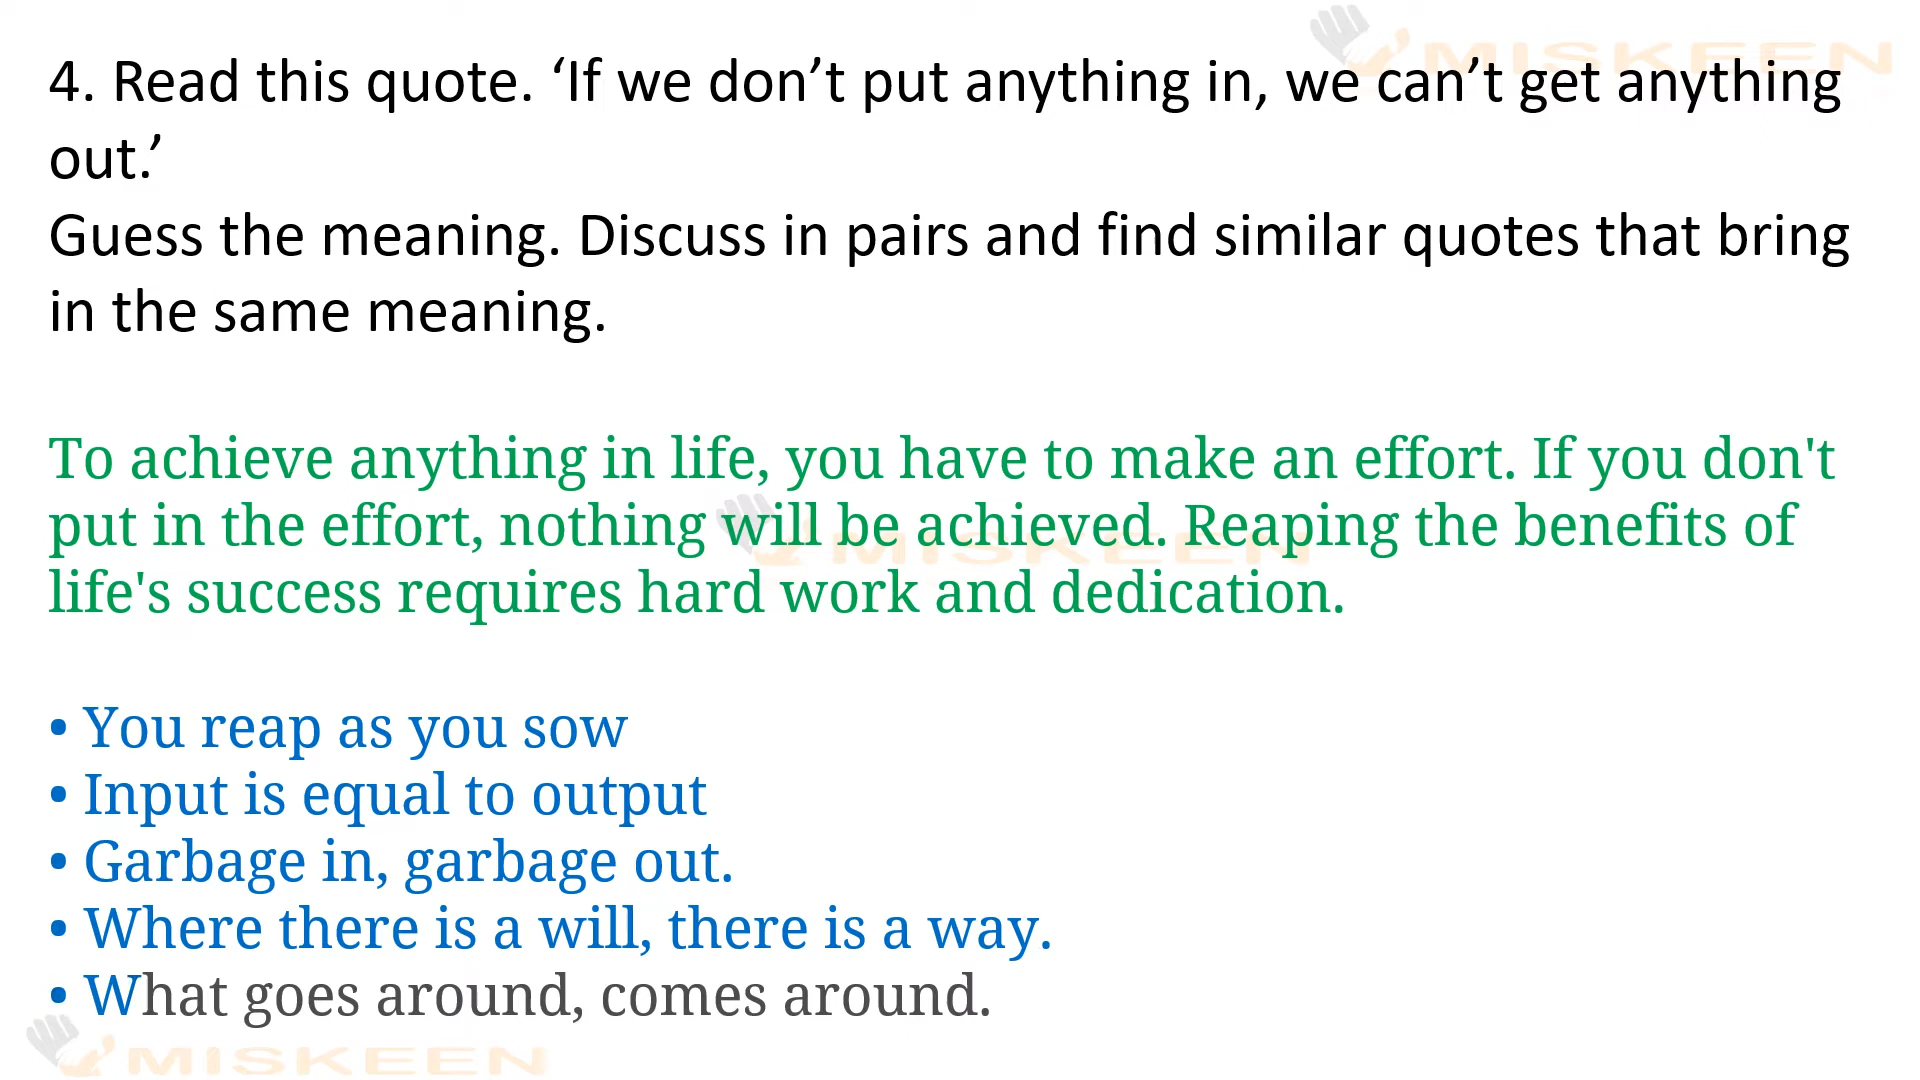 MISKEEN
4. Read this quote. ‘If we don’t put anything in, we can’t get anything
out.’
Guess the meaning. Discuss in pairs and find similar quotes that bring
in the same meaning.
To achieve anything in life, you have to make an effort. If you don't
put in the effort, nothing will be achieved. Reaping the benefits of
life's success requires hard work and dedication.
MISKEEN
• You reap as you sow
• Input is equal to output
• Garbage in, garbage out.
• Where there is a will, there is a way.
• What goes around, comes around.
MISKEEN